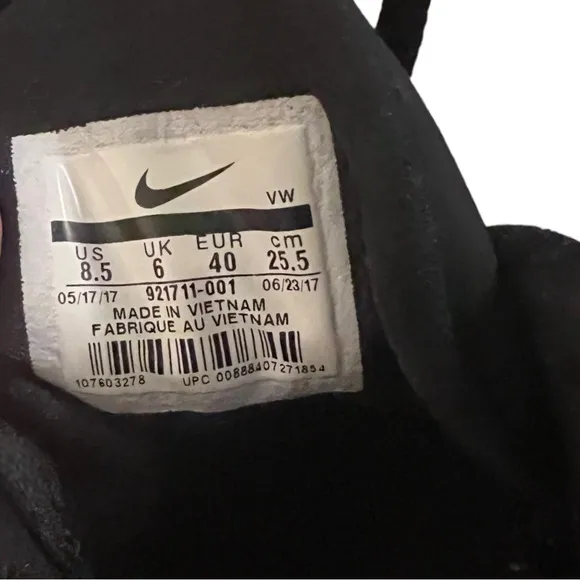 VW
US UK EUR cm
8.5 6 40 25.5
05/17/17 921711-001 06/23/17
MADE IN VIETNAM
FABRIQUE AU VIETNAM
107603278 UPC 00888407271854